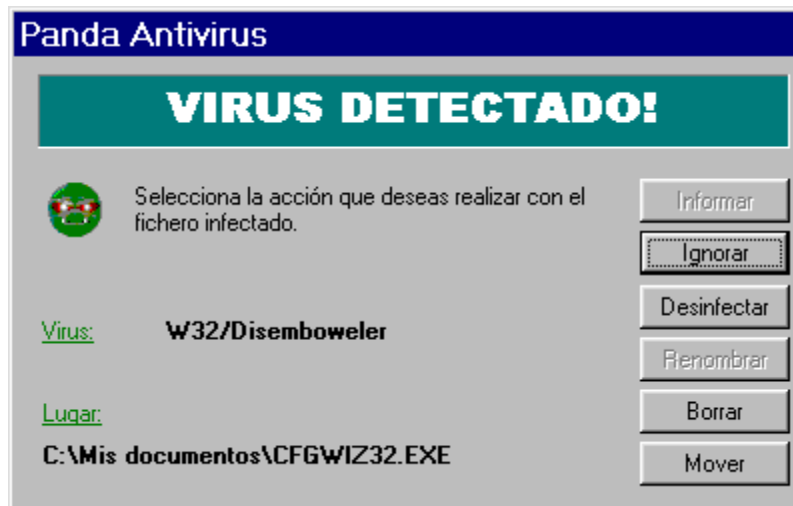 Panda Antivirus
VIRUS DETECTADO!
Selecciona la acción que deseas realizar con el
fichero infectado.
Informar
Ignorar
Desinfectar
Virus: W32/Disemboweler
Renombrar
Lugar:
Borrar
C:\Mis documentos\CFGWIZ32.EXE
Mover